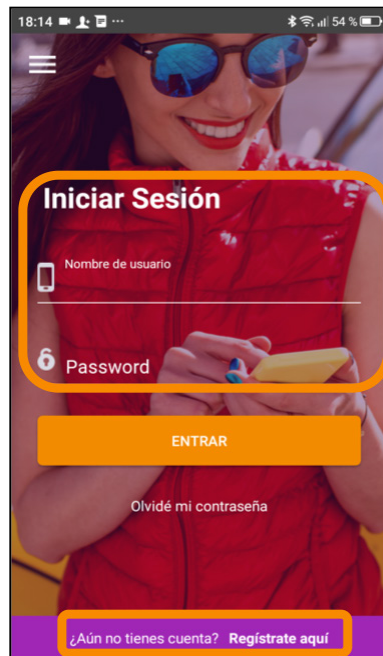 18:14
54 %
Iniciar Sesión
Nombre de usuario
Password
ENTRAR
Olvidé mi contraseña
¿Aún no tienes cuenta? Regístrate aquí